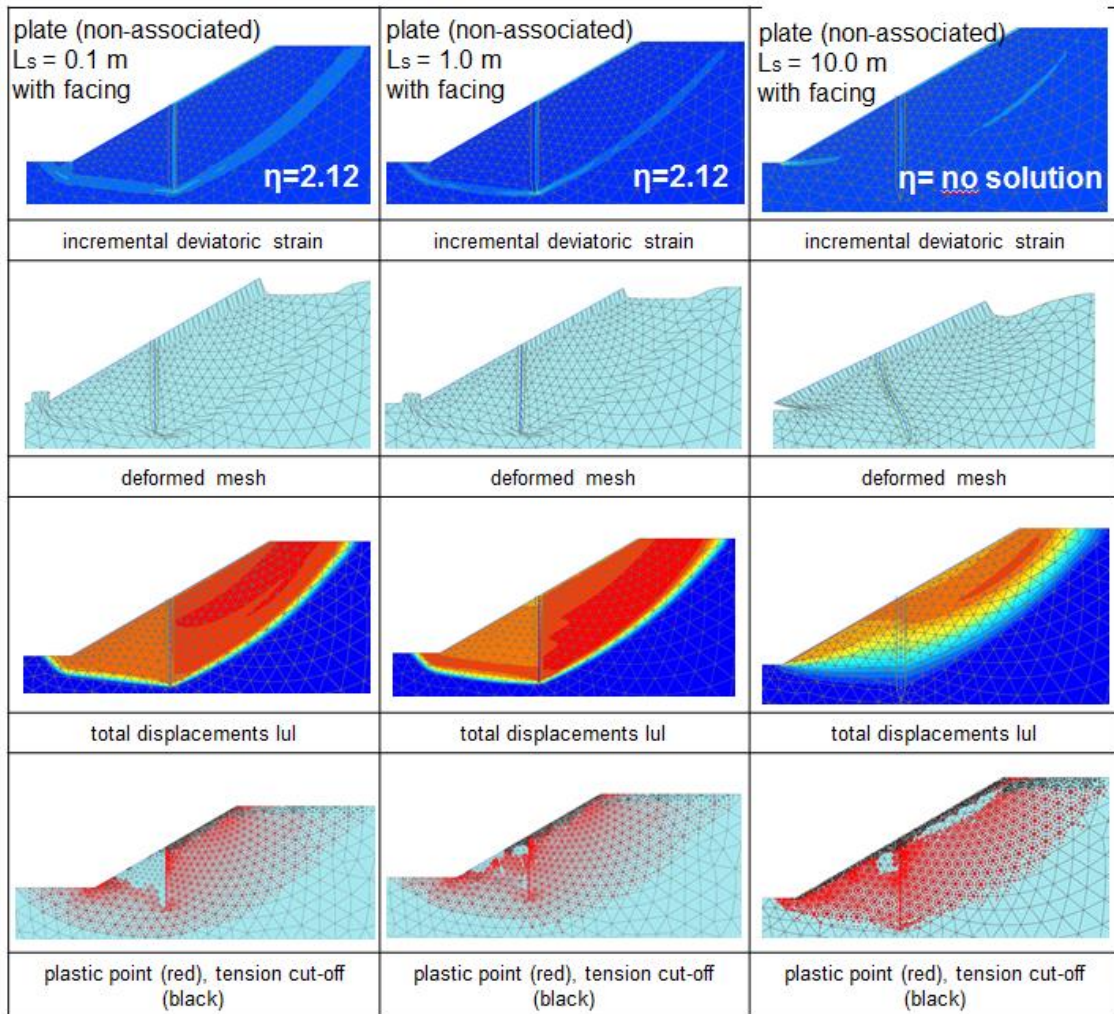 plate (non-associated)
Ls = 0.1 m
with facing
η=2.12
plate (non-associated)
Ls = 1.0 m
with facing
η=2.12
plate (non-associated)
Ls = 10.0 m
with facing
η= no solution
incremental deviatoric strain
incremental deviatoric strain
incremental deviatoric strain
deformed mesh
deformed mesh
deformed mesh
total displacements lul
total displacements lul
total displacements lul
plastic point (red), tension cut-off
(black)
plastic point (red), tension cut-off
(black)
plastic point (red), tension cut-off
(black)